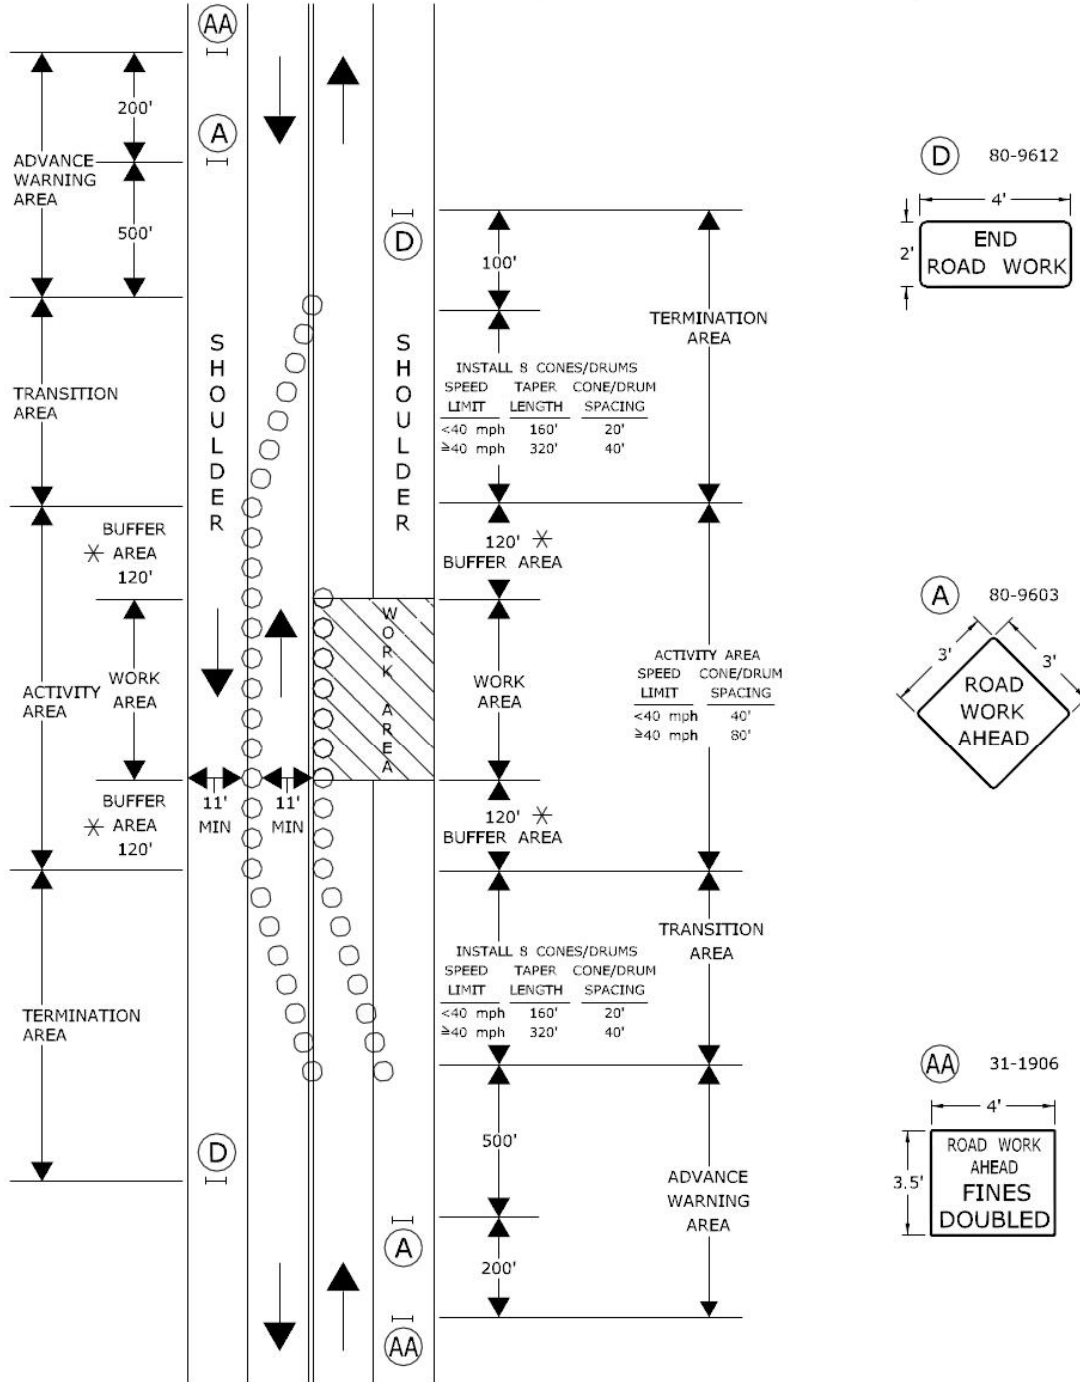 AA
200'
A
ADVANCE
WARNING
AREA
500'
D
80-9612
4'
2'
END
ROAD WORK
D
100'
TERMINATION
AREA
SHOULDER
SHOULDER
TRANSITION
AREA
INSTALL 8 CONES/DRUMS
SPEED TAPER CONE/DRUM
LIMIT LENGTH SPACING
<40 mph 160' 20'
≧40 mph 320' 40'
BUFFER
* AREA
120'
120' *
BUFFER AREA
WORK AREA
A
80-9603
3'
3'
ROAD
WORK
AHEAD
ACTIVITY
AREA
WORK
AREA
WORK
AREA
ACTIVITY AREA
SPEED CONE/DRUM
LIMIT SPACING
<40 mph 40'
≧40 mph 80'
BUFFER
* AREA
120'
11'
MIN
11'
MIN
120' *
BUFFER AREA
TRANSITION
AREA
INSTALL 8 CONES/DRUMS
SPEED TAPER CONE/DRUM
LIMIT LENGTH SPACING
<40 mph 160' 20'
≧40 mph 320' 40'
TERMINATION
AREA
AA
31-1906
4'
3.5'
ROAD WORK
AHEAD
FINES
DOUBLED
D
500'
ADVANCE
WARNING
AREA
A
200'
AA